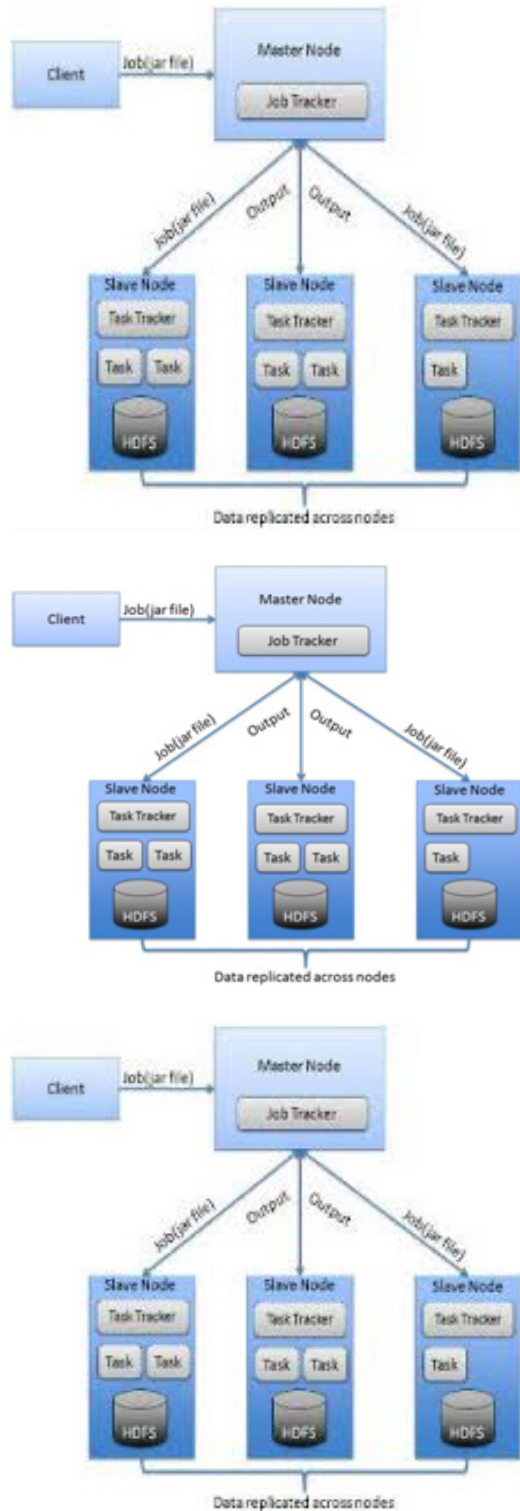 Client
Job(jar file)
Master Node
Job Tracker
Job(jar file)
Output
Output
Job(jar file)
Slave Node
Slave Node
Slave Node
Task Tracker
Task Tracker
Task Tracker
Task Task
Task Task
Task
HDFS
HDFS
HDFS
Data replicated across nodes
Client
Job(jar file)
Master Node
Job Tracker
Job(jar file)
Output
Output
Job(jar file)
Slave Node
Slave Node
Slave Node
Task Tracker
Task Tracker
Task Tracker
Task Task
Task Task
Task
HDFS
HDFS
HDFS
Data replicated across nodes
Client
Job(jar file)
Master Node
Job Tracker
Job(jar file)
Output
Output
Job(jar file)
Slave Node
Slave Node
Slave Node
Task Tracker
Task Tracker
Task Tracker
Task Task
Task Task
Task
HDFS
HDFS
HDFS
Data replicated across nodes